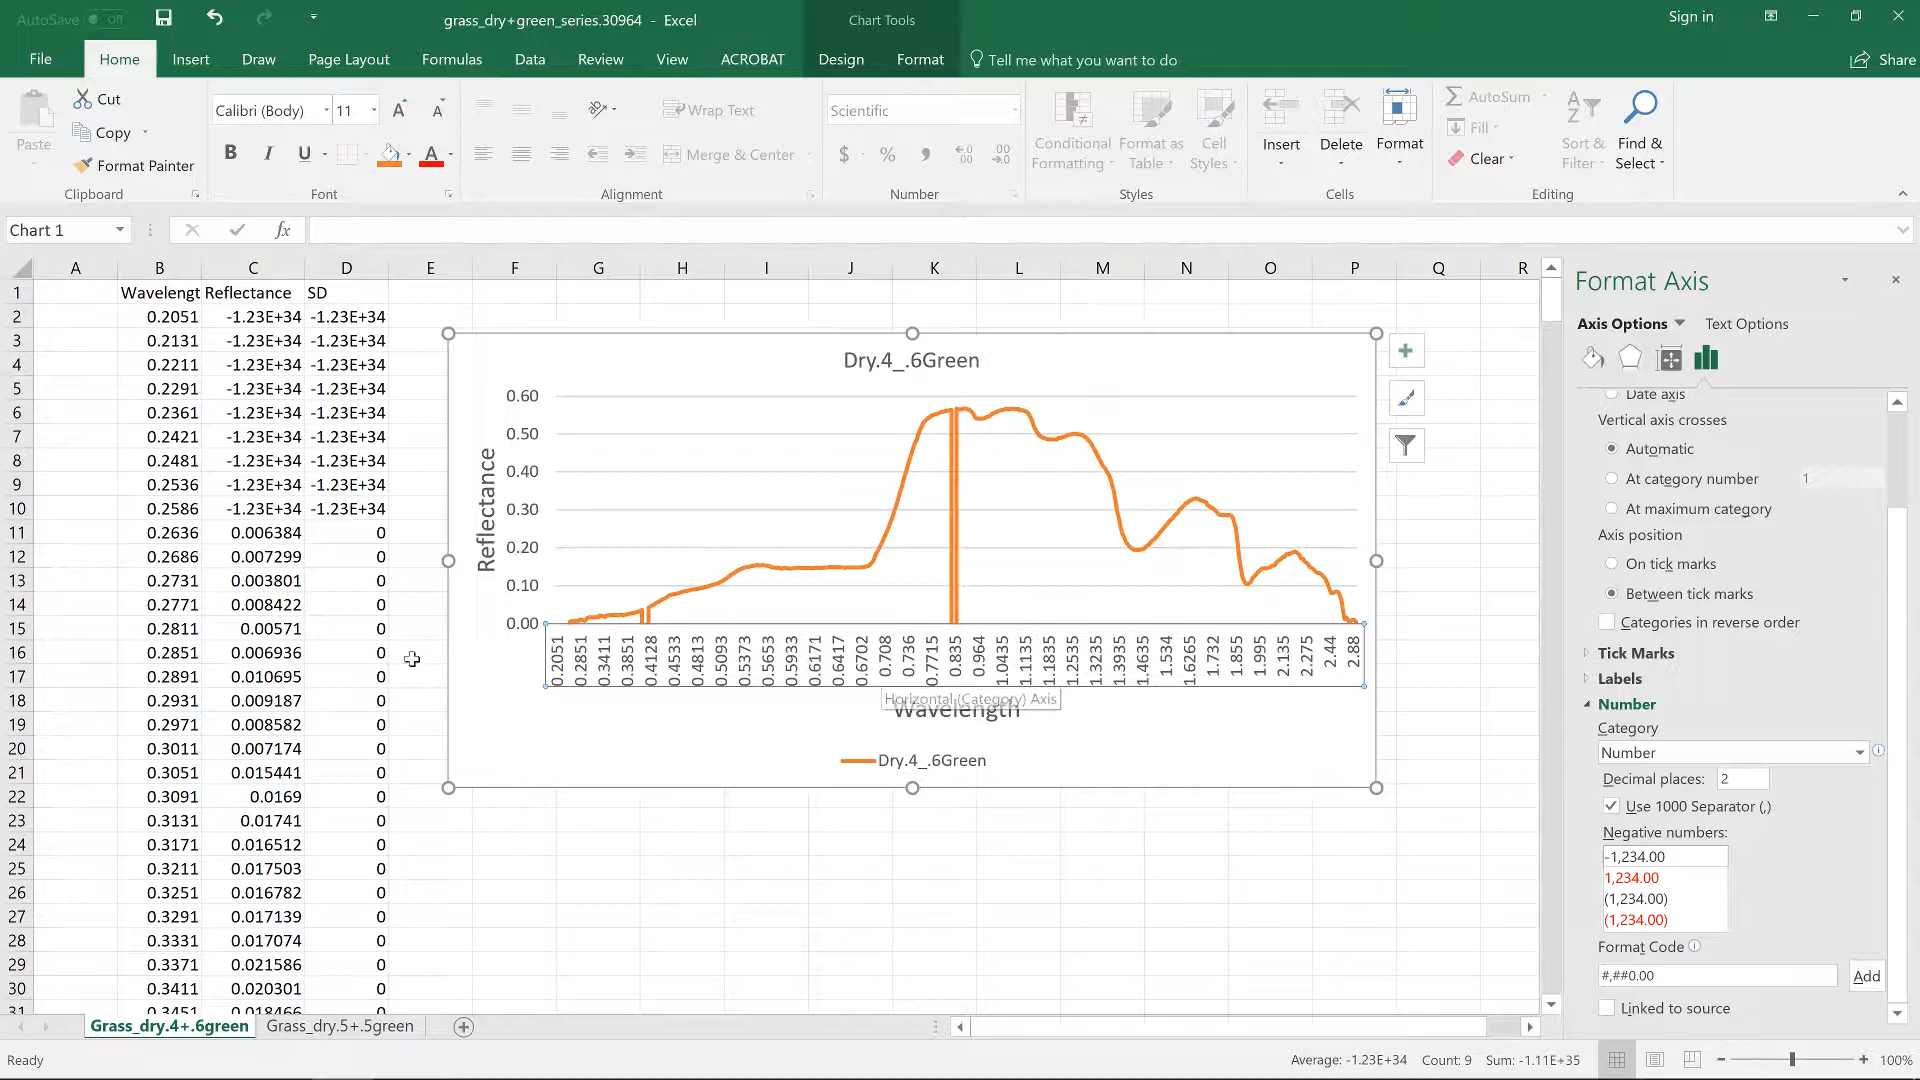 AutoSave Off
grass_dry+green_series.30964 - Excel
Chart Tools
Sign in
File Home Insert Draw Page Layout Formulas Data Review View ACROBAT Design Format Tell me what you want to do Share
Paste
Cut
Copy
Format Painter
Clipboard
Calibri (Body) 11
A A
B I U A
Font
Wrap Text
Merge & Center
Alignment
Scientific
$ % , .00 .00
Number
Conditional Formatting
Format as Table
Cell Styles
Styles
Insert Delete Format
Cells
AutoSum
Fill
Clear
Sort & Filter
Find & Select
Editing
Chart 1 fx
A B C D E F G H I J K L M N O P Q R
1 Wavelengt Reflectance SD
2 0.2051 -1.23E+34 -1.23E+34
3 0.2131 -1.23E+34 -1.23E+34
4 0.2211 -1.23E+34 -1.23E+34
5 0.2291 -1.23E+34 -1.23E+34
6 0.2361 -1.23E+34 -1.23E+34
7 0.2421 -1.23E+34 -1.23E+34
8 0.2481 -1.23E+34 -1.23E+34
9 0.2536 -1.23E+34 -1.23E+34
10 0.2586 -1.23E+34 -1.23E+34
11 0.2636 0.006384 0
12 0.2686 0.007299 0
13 0.2731 0.003801 0
14 0.2771 0.008422 0
15 0.2811 0.00571 0
16 0.2851 0.006936 0
17 0.2891 0.010695 0
18 0.2931 0.009187 0
19 0.2971 0.008582 0
20 0.3011 0.007174 0
21 0.3051 0.015441 0
22 0.3091 0.0169 0
23 0.3131 0.01741 0
24 0.3171 0.016512 0
25 0.3211 0.017503 0
26 0.3251 0.016782 0
27 0.3291 0.017139 0
28 0.3331 0.017074 0
29 0.3371 0.021586 0
30 0.3411 0.020301 0
31 0.3451 0.018466 0
Dry.4_.6Green
Reflectance
0.60
0.50
0.40
0.30
0.20
0.10
0.00
0.2051 0.2851 0.3411 0.3851 0.4128 0.4533 0.4813 0.5093 0.5373 0.5653 0.5933 0.6171 0.6417 0.6702 0.708 0.736 0.7715 0.835 0.964 1.0435 1.1135 1.1835 1.2535 1.3235 1.3935 1.4635 1.534 1.6265 1.732 1.855 1.995 2.135 2.275 2.44 2.88
Horizontal (Category) Axis
Wavelength
Dry.4_.6Green
Format Axis
Axis Options Text Options
Date axis
Vertical axis crosses
Automatic
At category number 1
At maximum category
Axis position
On tick marks
Between tick marks
Categories in reverse order
Tick Marks
Labels
Number
Category
Number
Decimal places: 2
Use 1000 Separator (,)
Negative numbers:
-1,234.00
1,234.00
(1,234.00)
(1,234.00)
Format Code
#,##0.00 Add
Linked to source
Grass_dry.4+.6green Grass_dry.5+.5green
Ready Average: -1.23E+34 Count: 9 Sum: -1.11E+35 100%